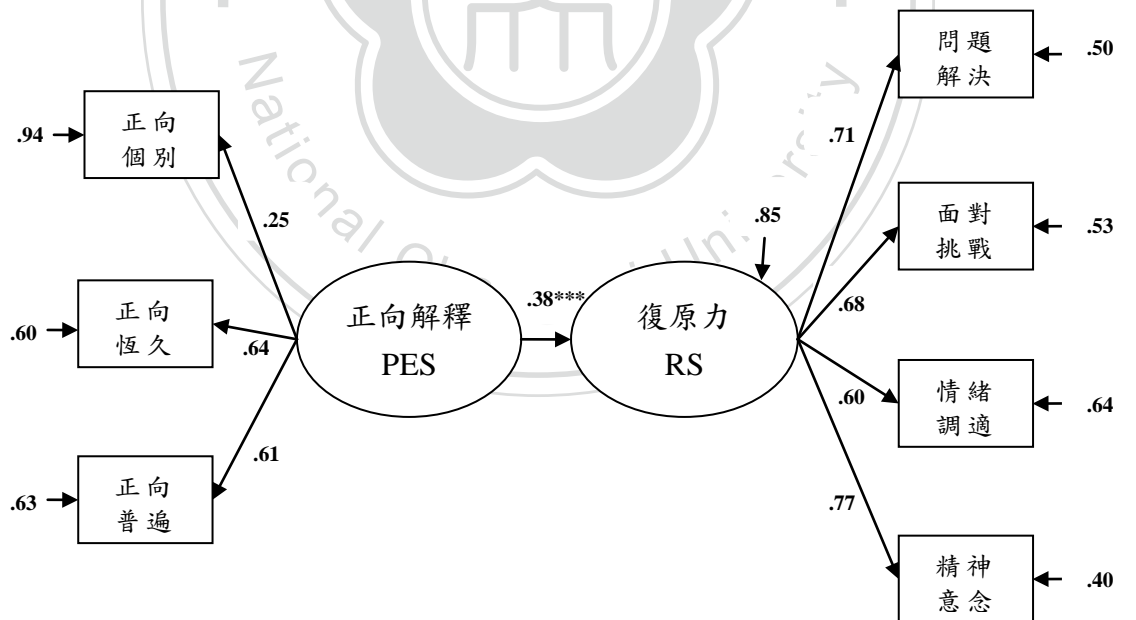 .94
正向
個別
.25
.60
正向
恆久
.64
.63
正向
普遍
.61
正向解釋
PES
.38***
復原力
RS
.85
.71
問題
解決
.50
.68
面對
挑戰
.53
.60
情緒
調適
.64
.77
精神
意念
.40
National
Uni